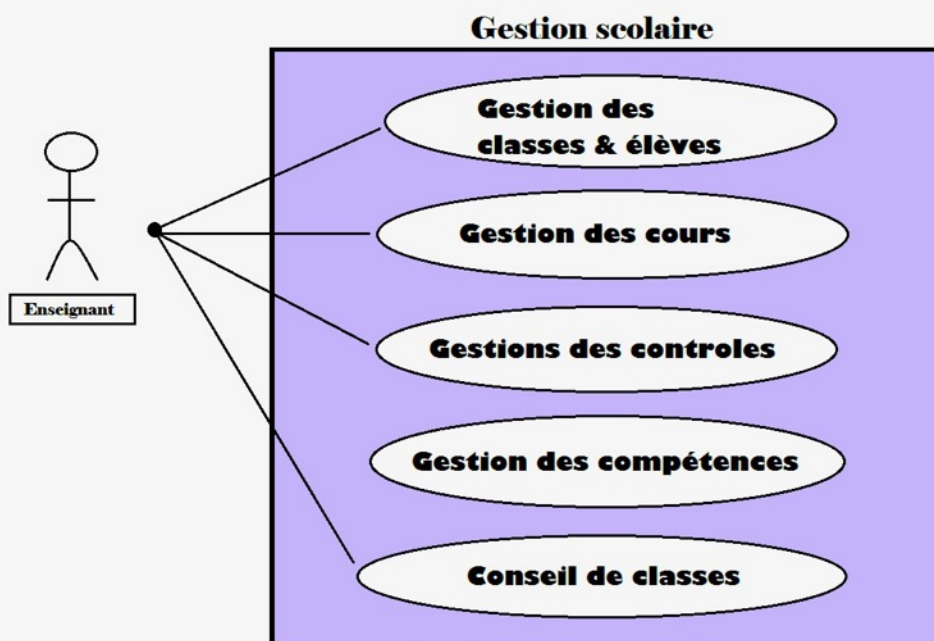 Gestion scolaire
Gestion des
classes & élèves
Gestion des cours
Enseignant
Gestions des controles
Gestion des compétences
Conseil de classes